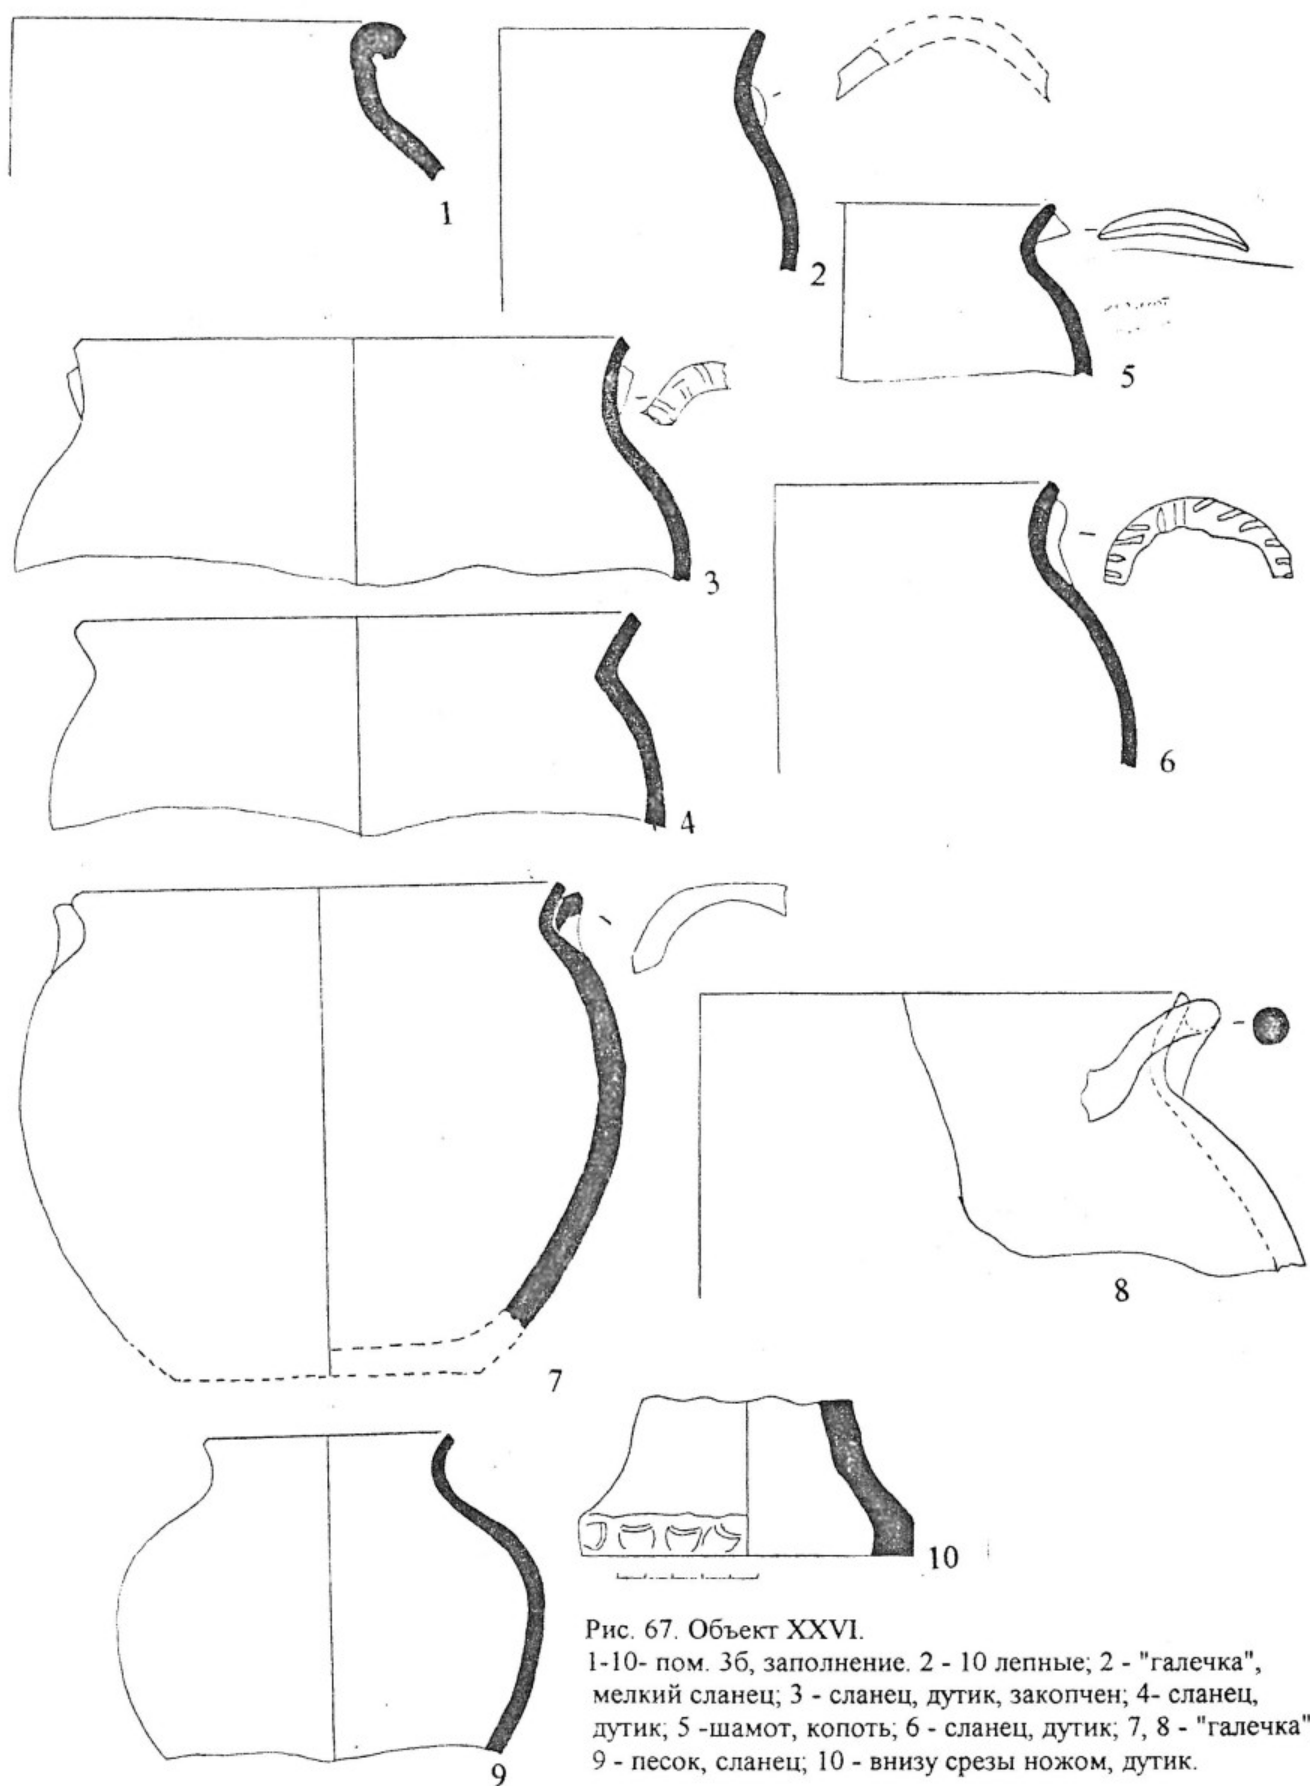 1
2
5
3
6
4
7
8
10
9
Рис. 67. Объект XXVI.
1-10- пом. 3б, заполнение. 2 - 10 лепные; 2 - "галечка",
мелкий сланец; 3 - сланец, дутик, закопчен; 4- сланец,
дутик; 5 -шамот, копоть; 6 - сланец, дутик; 7, 8 - "галечка"
9 - песок, сланец; 10 - внизу срезы ножом, дутик.